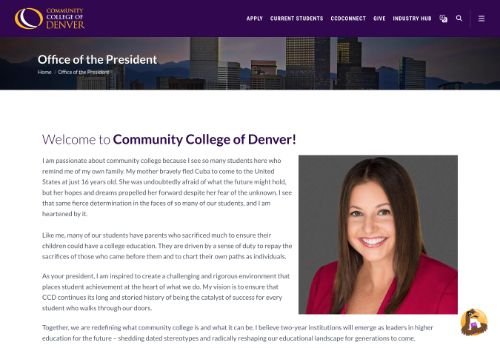 COMMUNITY
COLLEGE OF
DENVER
APPLY CURRENT STUDENTS CCDCONNECT GIVE INDUSTRY HUB
Office of the President
Home / Office of the President
Welcome to Community College of Denver!
I am passionate about community college because I see so many students here who
remind me of my own family. My mother bravely fled Cuba to come to the United
States at just 16 years old. She was undoubtedly afraid of what the future might hold,
but her hopes and dreams propelled her forward despite her fear of the unknown. I see
that same fierce determination in the faces of so many of our students, and I am
heartened by it.
Like me, many of our students have parents who sacrificed much to ensure their
children could have a college education. They are driven by a sense of duty to repay the
sacrifices of those who came before them and to chart their own paths as individuals.
As your president, I am inspired to create a challenging and rigorous environment that
places student achievement at the heart of what we do. My vision is to ensure that
CCD continues its long and storied history of being the catalyst of success for every
student who walks through our doors.
Together, we are redefining what community college is and what it can be. I believe two-year institutions will emerge as leaders in higher
education for the future – shedding dated stereotypes and radically reshaping our educational landscape for generations to come.